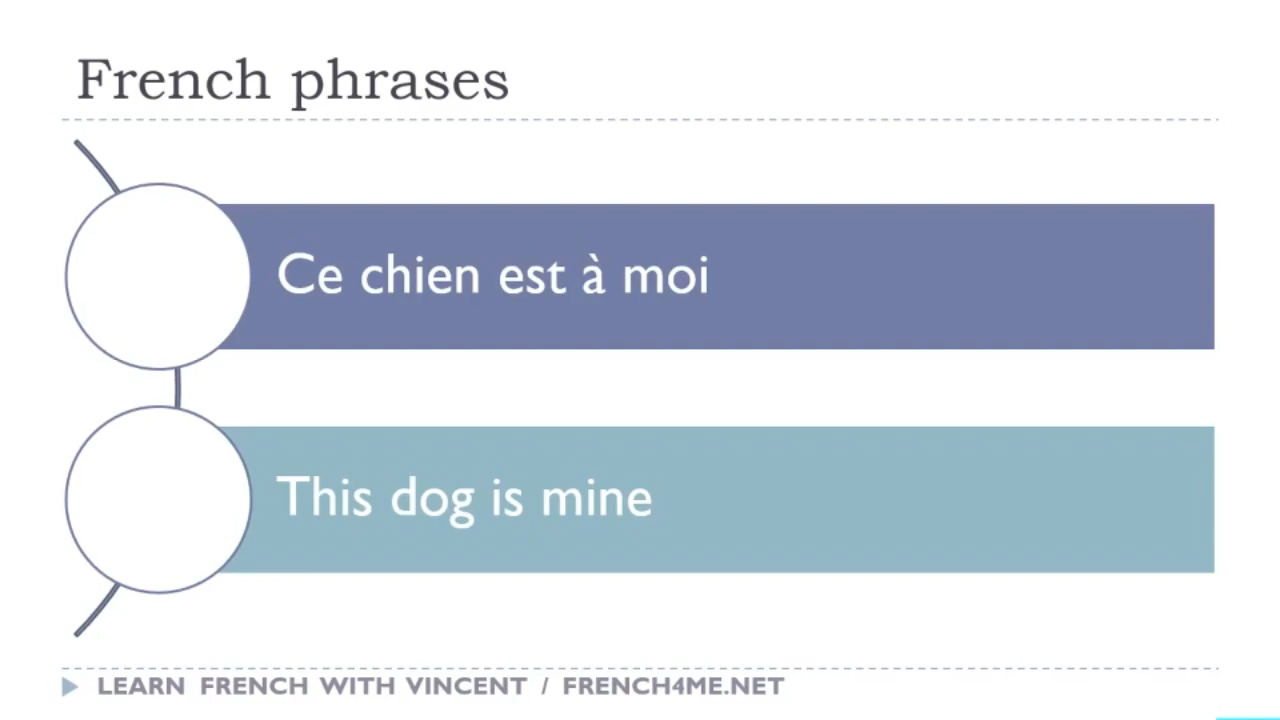 French phrases
Ce chien est à moi
This dog is mine
LEARN FRENCH WITH VINCENT / FRENCH4ME.NET